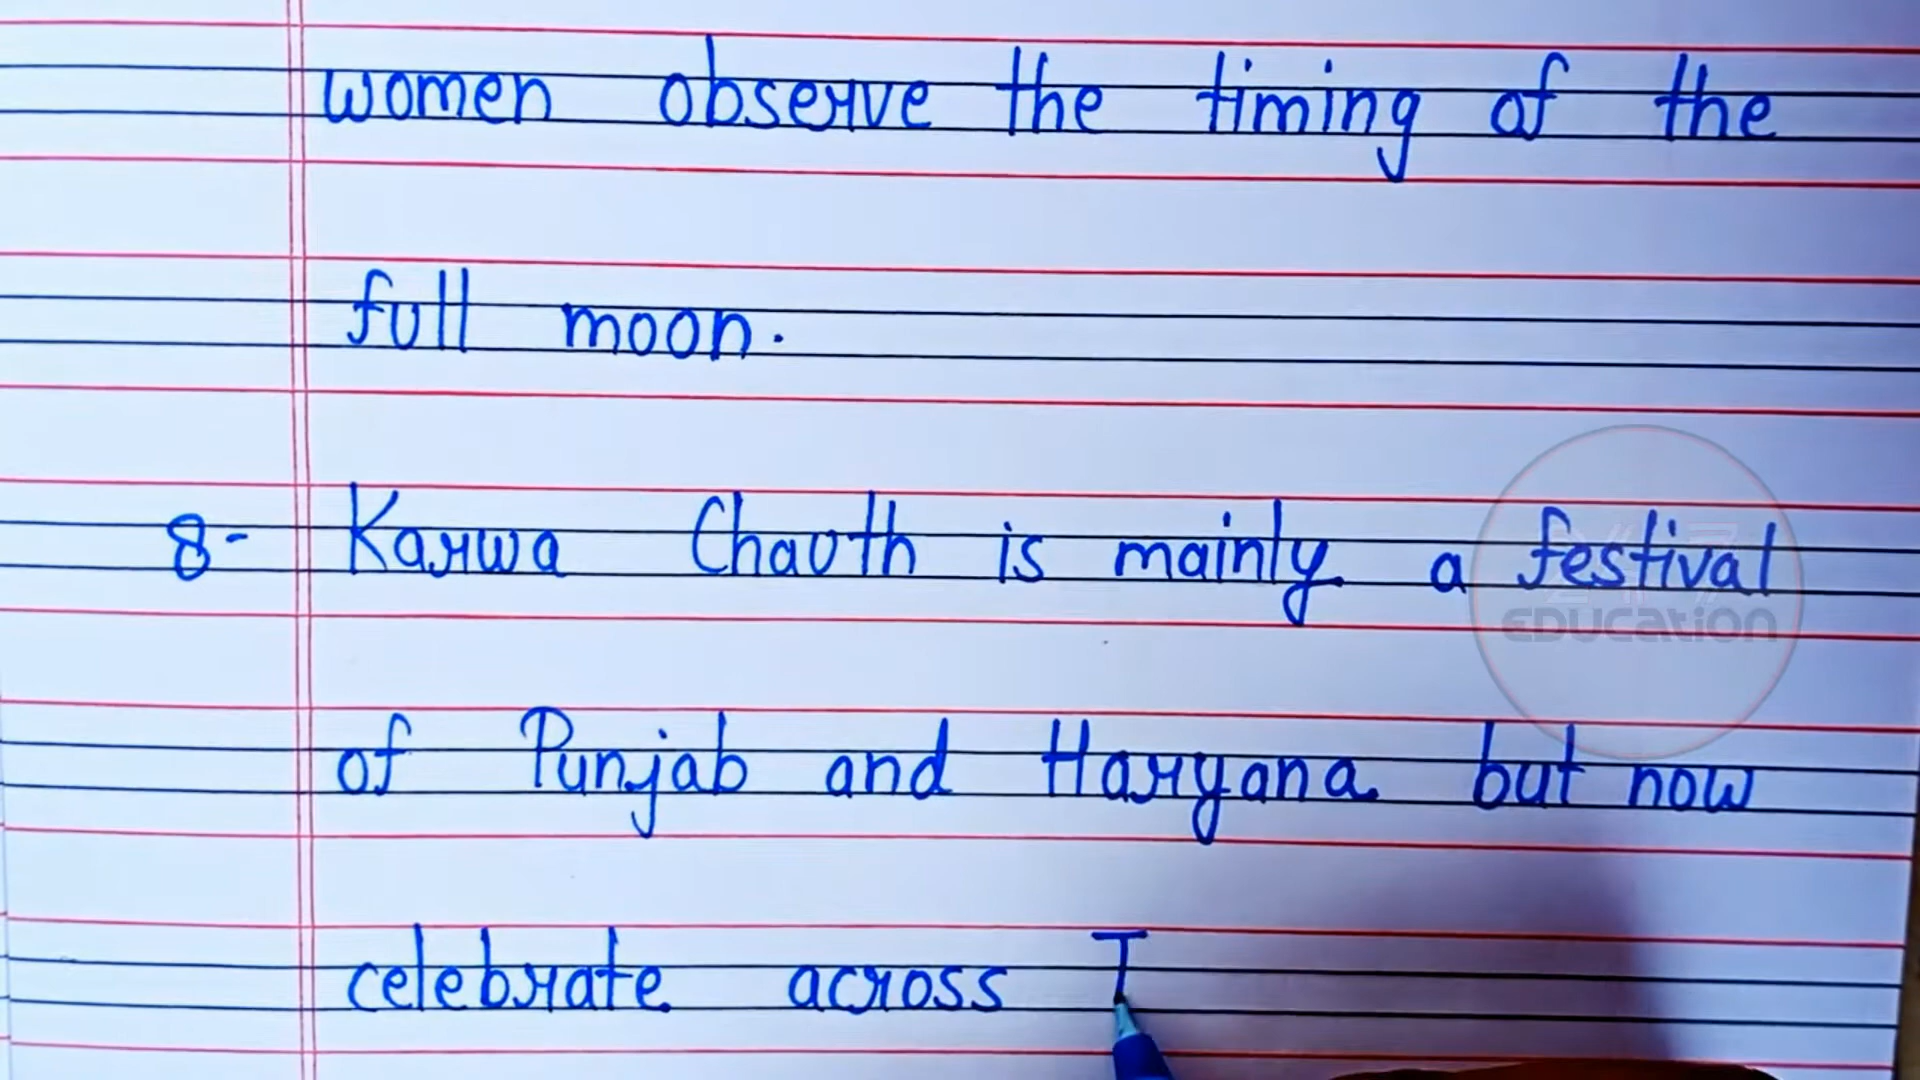 women observe the timing of the
full moon.
8- Karwa Chauth is mainly a festival
EDUCATION
of Punjab and Haryana but now
celebrate across I